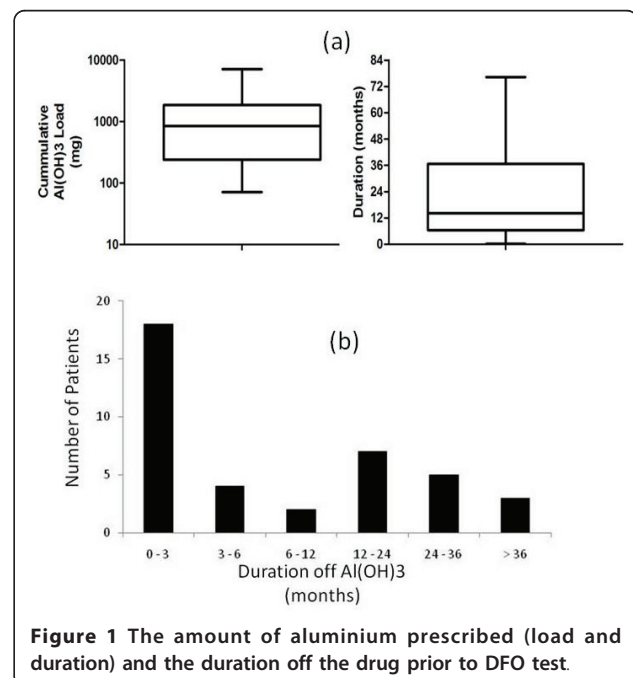 (a)
Cummulative
Al(OH)3 Load
(mg)
10000
1000
100
10
Duration (months)
84
72
60
48
36
24
12
0
(b)
Number of Patients
20
15
10
5
0
0 - 3 3 - 6 6 - 12 12 - 24 24 - 36 > 36
Duration off Al(OH)3
(months)
Figure 1 The amount of aluminium prescribed (load and
duration) and the duration off the drug prior to DFO test.